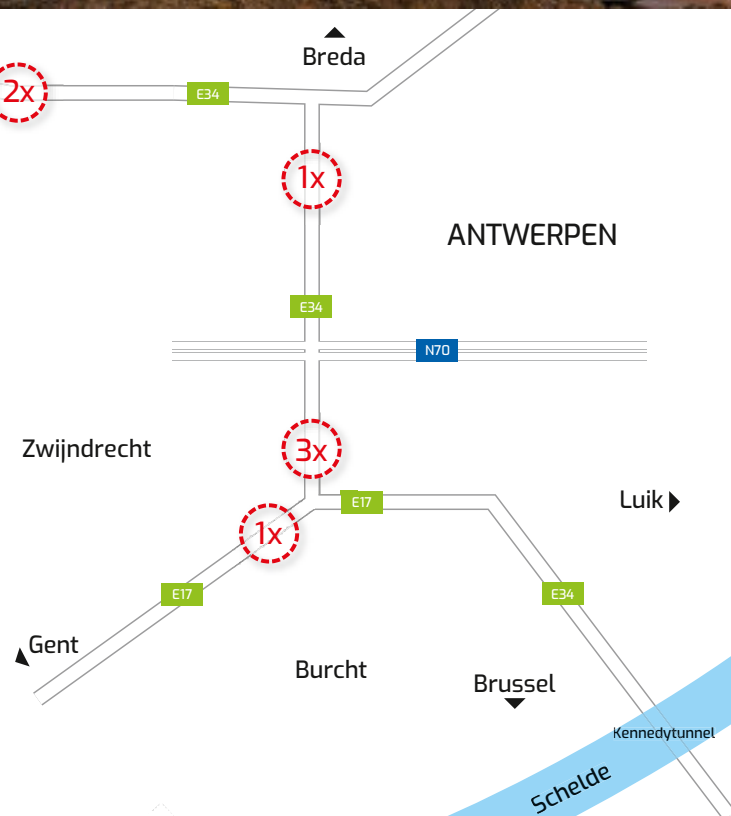 Breda
2x
E34
1x
ANTWERPEN
E34
N70
Zwijndrecht
3x
Luik
E17
1x
E17
E34
Gent
Burcht
Brussel
Kennedytunnel
Schelde